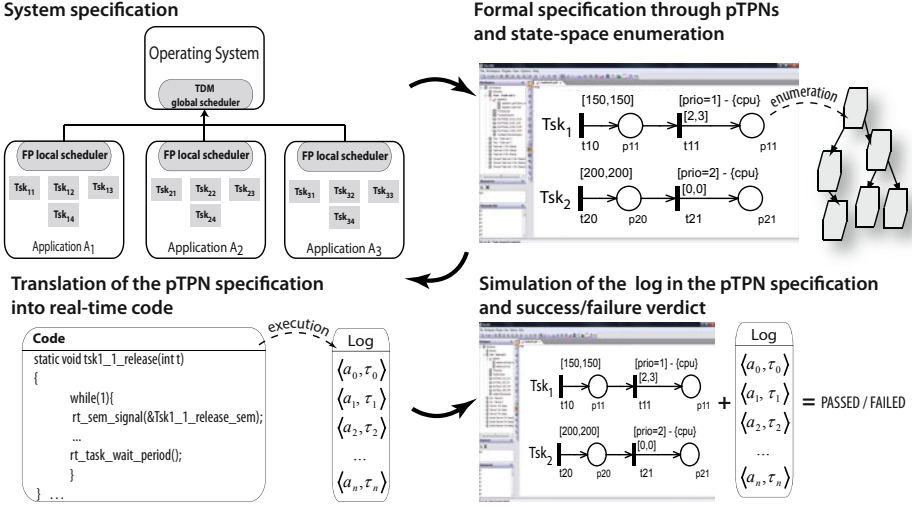 System specification
Operating System
TDM
global scheduler
FP local scheduler
Tsk11 Tsk12 Tsk13
Tsk14
Application A1
FP local scheduler
Tsk21 Tsk22 Tsk23
Tsk24
Application A2
FP local scheduler
Tsk31 Tsk32 Tsk33
Tsk34
Application A3
Formal specification through pTPNs
and state-space enumeration
[150,150] [prio=1] - {cpu}
[2,3]
Tsk1
t10 p11 t11 p11
[200,200] [prio=2] - {cpu}
[0,0]
Tsk2
t20 p20 t21 p21
enumeration
Translation of the pTPN specification
into real-time code
Code
static void tsk1_1_release(int t)
{
while(1){
rt_sem_signal(&Tsk1_1_release_sem);
...
rt_task_wait_period();
}
} ...
execution
Log
⟨a0,τ0⟩
⟨a1, τ1⟩
⟨a2,τ2⟩
...
⟨an,τn⟩
Simulation of the log in the pTPN specification
and success/failure verdict
[150,150] [prio=1] - {cpu}
[2,3]
Tsk1
t10 p11 t11 p11
[200,200] [prio=2] - {cpu}
[0,0]
Tsk2
t20 p20 t21 p21
+
Log
⟨a0,τ0⟩
⟨a1, τ1⟩
⟨a2,τ2⟩
...
⟨an,τn⟩
= PASSED / FAILED